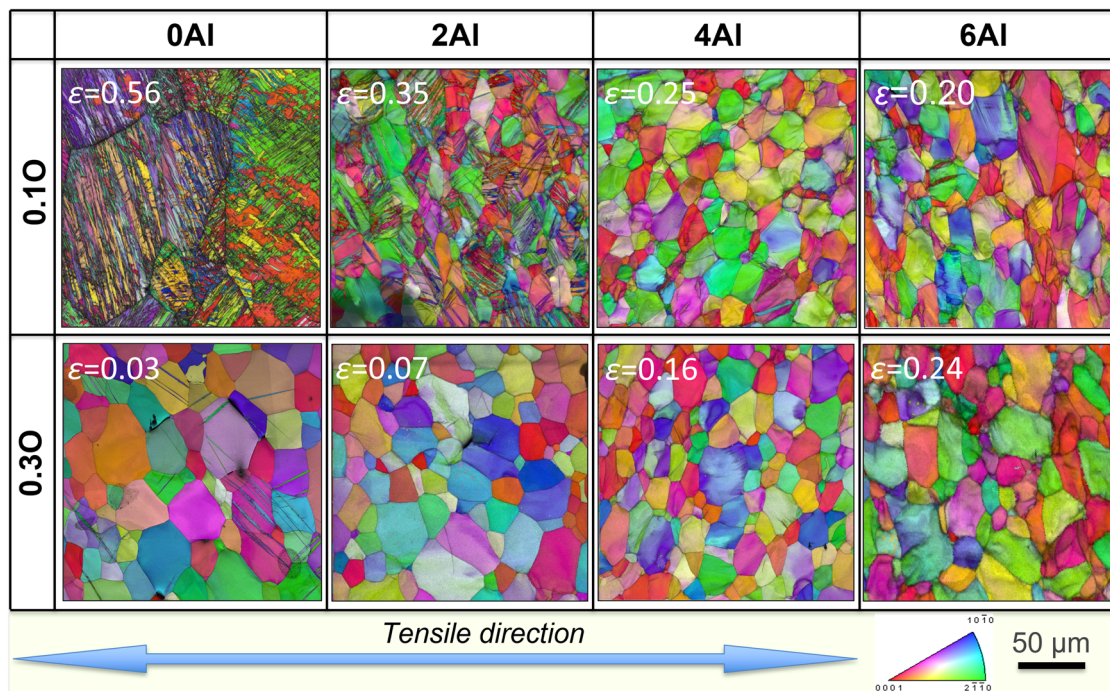 0Al 2Al 4Al 6Al
0.1O
ε=0.56 ε=0.35 ε=0.25 ε=0.20
0.3O
ε=0.03 ε=0.07 ε=0.16 ε=0.24
Tensile direction
101̅0
0001 21̅1̅0
50 μm